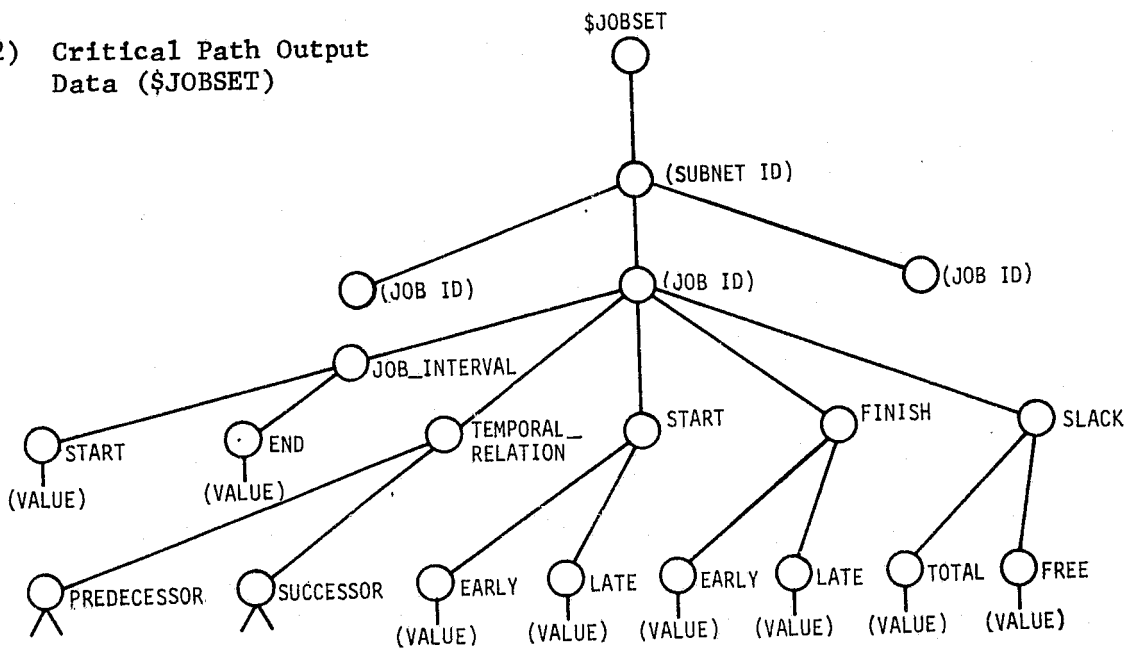 2) Critical Path Output
Data ($JOBSET)
$JOBSET
(SUBNET ID)
(JOB ID)
(JOB ID)
(JOB ID)
JOB_INTERVAL
START
END
TEMPORAL_
RELATION
START
FINISH
SLACK
(VALUE)
(VALUE)
PREDECESSOR
SUCCESSOR
EARLY
LATE
EARLY
LATE
TOTAL
FREE
(VALUE)
(VALUE)
(VALUE)
(VALUE)
(VALUE)
(VALUE)